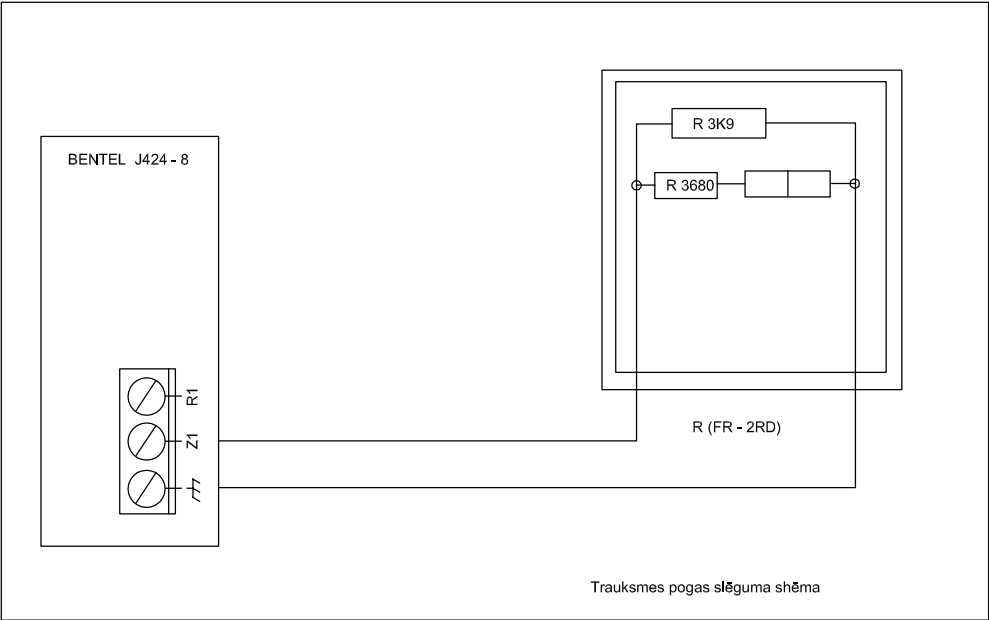 BENTEL J424 - 8
R 3K9
R 3680
R1
Z1
R (FR - 2RD)
Trauksmes pogas slēguma shēma